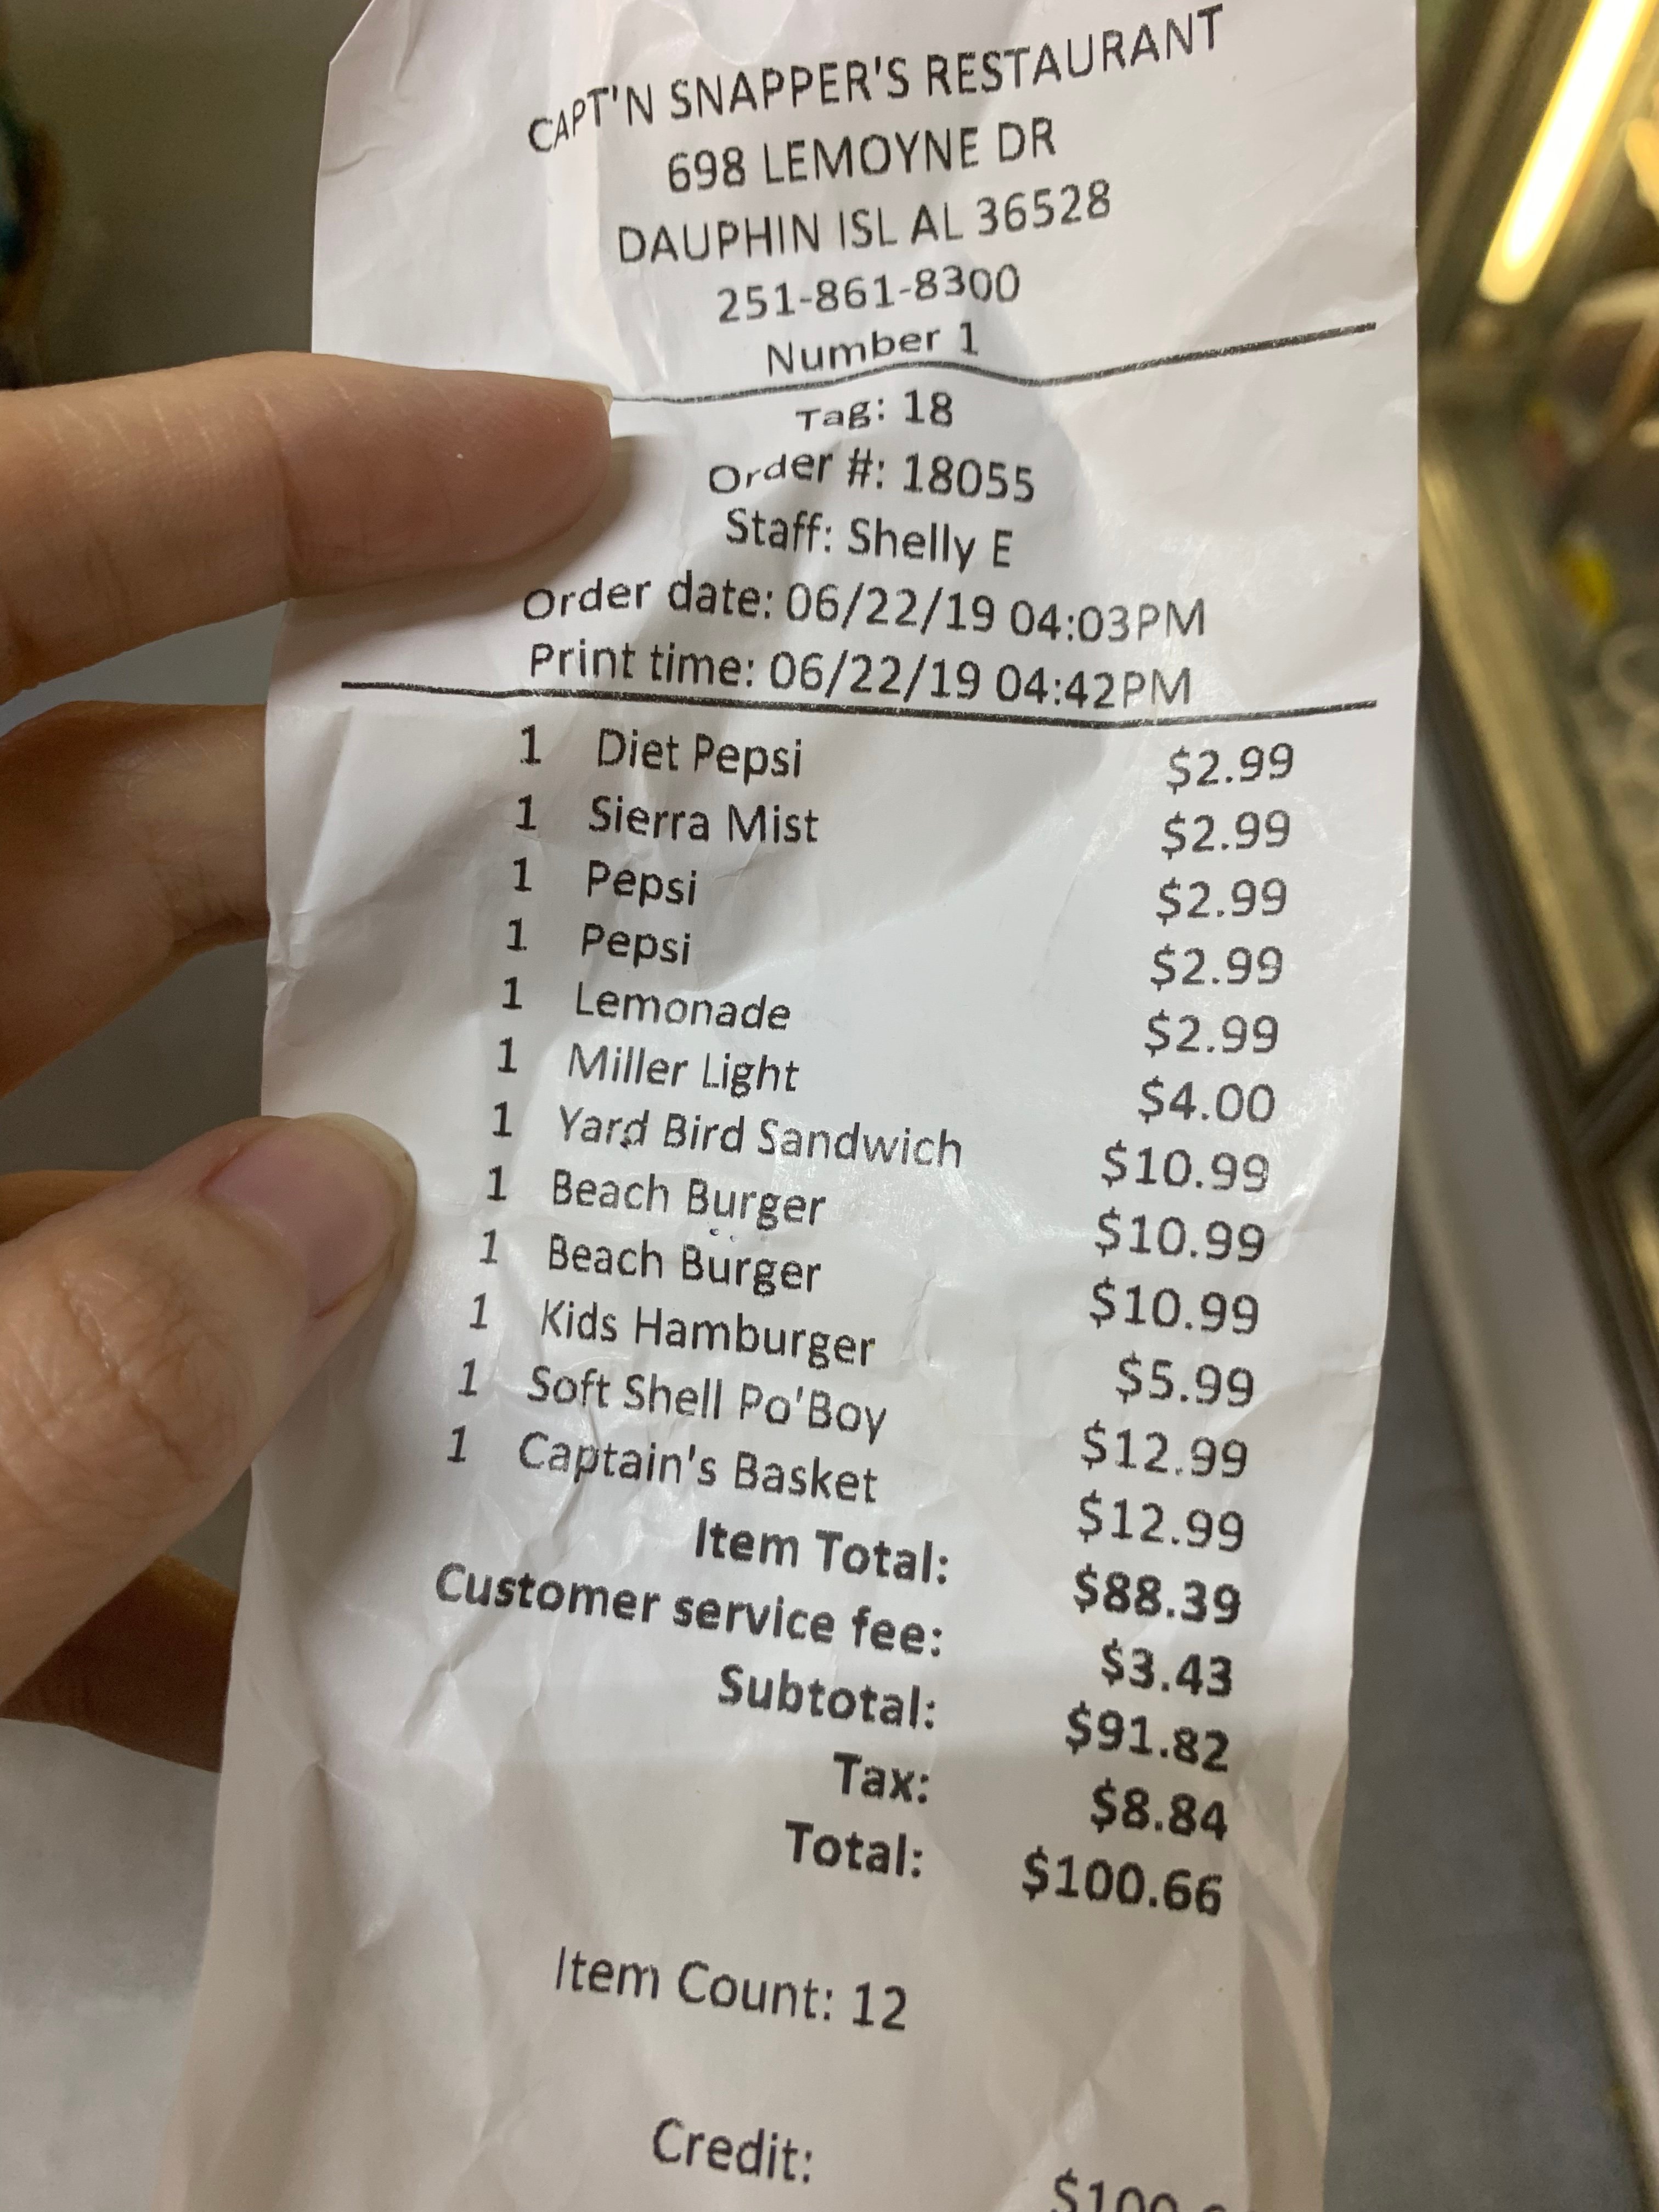 CAPT'N SNAPPER'S RESTAURANT
698 LEMOYNE DR
DAUPHIN ISL AL 36528
251-861-8300
Number 1
Tag: 18
Order #: 18055
Staff: Shelly E
Order date: 06/22/19 04:03PM
Print time: 06/22/19 04:42PM
1 Diet Pepsi $2.99
1 Sierra Mist $2.99
1 Pepsi $2.99
1 Pepsi $2.99
1 Lemonade $2.99
1 Miller Light $4.00
1 Yard Bird Sandwich $10.99
1 Beach Burger $10.99
1 Beach Burger $10.99
1 Kids Hamburger $5.99
1 Soft Shell Po'Boy $12.99
1 Captain's Basket $12.99
Item Total: $88.39
Customer service fee: $3.43
Subtotal: $91.82
Tax: $8.84
Total: $100.66
Item Count: 12
Credit: